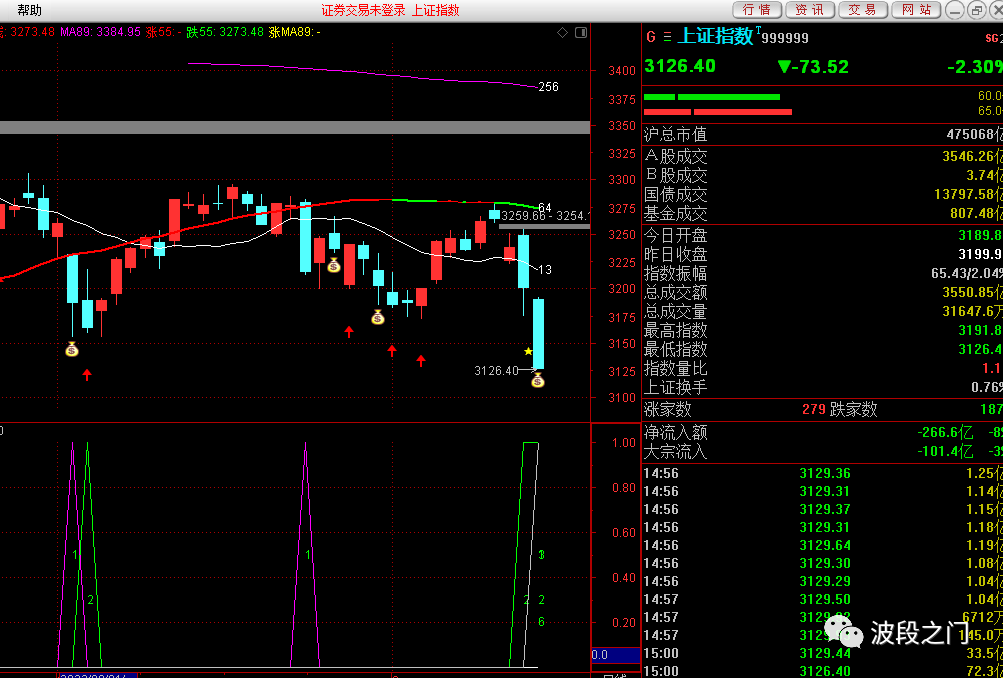 帮助
证券交易未登录 上证指数
行情 资讯 交易 网站
: 3273.48 MA89: 3384.95 涨55: - 跌55: 3273.48 涨MA89: -
G 上证指数 T 999999
3126.40 ▼-73.52 -2.30%
60.0
65.0
沪总市值 475068亿
A股成交 3546.26亿
B股成交 3.74亿
国债成交 13797.58亿
基金成交 807.48亿
今日开盘 3189.8
昨日收盘 3199.9
指数振幅 65.43/2.04%
总成交额 3550.85亿
总成交量 31647.6万
最高指数 3191.8
最低指数 3126.4
指数量比 1.1
上证换手 0.76%
涨家数 279 跌家数 187
净流入额 -266.6亿
大宗流入 -101.4亿
14:56 3129.36 1.25亿
14:56 3129.31 1.14亿
14:56 3129.37 1.15亿
14:56 3129.31 1.18亿
14:56 3129.64 1.19亿
14:56 3129.30 1.08亿
14:56 3129.29 1.04亿
14:57 3129.50 1.04亿
14:57 6712万
14:57
15:00 3129.44 33.5亿
15:00 3126.40 72.3亿
波段之门
3400
3375
3350
3325
3300
3275
3250
3225
3200
3175
3150
3125
3100
256
64
3259.66 - 3254.
13
3126.40
1.00
0.80
0.60
0.40
0.20
0.0
1
2
1
3
2 2
6